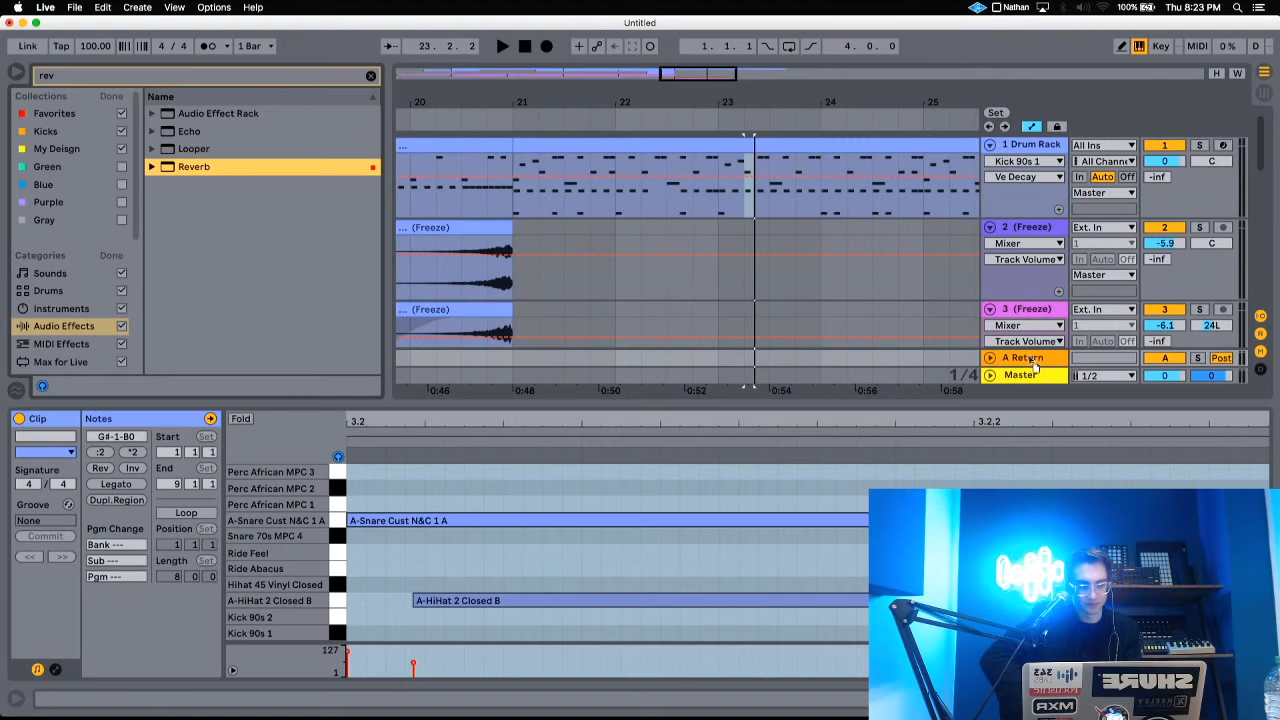 Live File Edit Create View Options Help Nathan 100% Thu 8:23 PM
Untitled
Link Tap 100.00 4 / 4 1 Bar 23. 2. 2 1. 1. 1 4. 0. 0 Key MIDI 0 % D
rev
Collections Done
Favorites
Kicks
My Deisgn
Green
Blue
Purple
Gray
Categories Done
Sounds
Drums
Instruments
Audio Effects
MIDI Effects
Max for Live
Name
Audio Effect Rack
Echo
Looper
Reverb
H W
20 21 22 23 24 25
Set
... 1 Drum Rack All Ins 1 S
Kick 90s 1 All Channe 0 C
Ve Decay In Auto Off -inf
Master
... (Freeze) 2 (Freeze) Ext. In 2 S
Mixer 1 -5.9 C
Track Volume In Auto Off -inf
Master
... (Freeze) 3 (Freeze) Ext. In 3 S
Mixer 1 -6.1 24L
Track Volume In Auto Off -inf
A Return A S Post
1/4 Master 1/2 0 0
0:46 0:48 0:50 0:52 0:54 0:56 0:58
Clip
Signature
4 / 4
Groove
None
Commit
<< >>
Notes
G#-1-B0
:2 *2
Rev Inv
Legato
Dupl.Region
Pgm Change
Bank ---
Sub ---
Pgm ---
Start Set
1 1 1
End Set
9 1 1
Loop
Position Set
1 1 1
Length Set
8 0 0
Fold 3.2 3.2,2
Perc African MPC 3
Perc African MPC 2
Perc African MPC 1
A-Snare Cust N&C 1 A A-Snare Cust N&C 1 A
Snare 70s MPC 4
Ride Feel
Ride Abacus
Hihat 45 Vinyl Closed
A-HiHat 2 Closed B A-HiHat 2 Closed B
Kick 90s 2
Kick 90s 1
127
1
SHURE
KEELEY
MXR